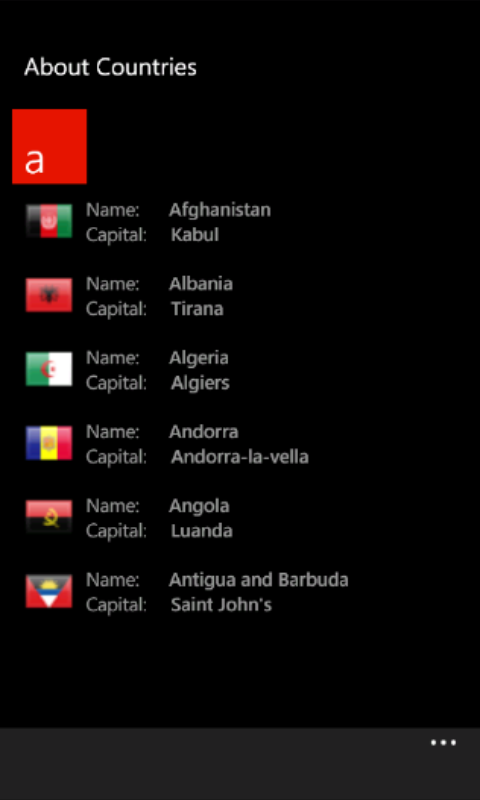 About Countries
a
Name: Afghanistan
Capital: Kabul
Name: Albania
Capital: Tirana
Name: Algeria
Capital: Algiers
Name: Andorra
Capital: Andorra-la-vella
Name: Angola
Capital: Luanda
Name: Antigua and Barbuda
Capital: Saint John's